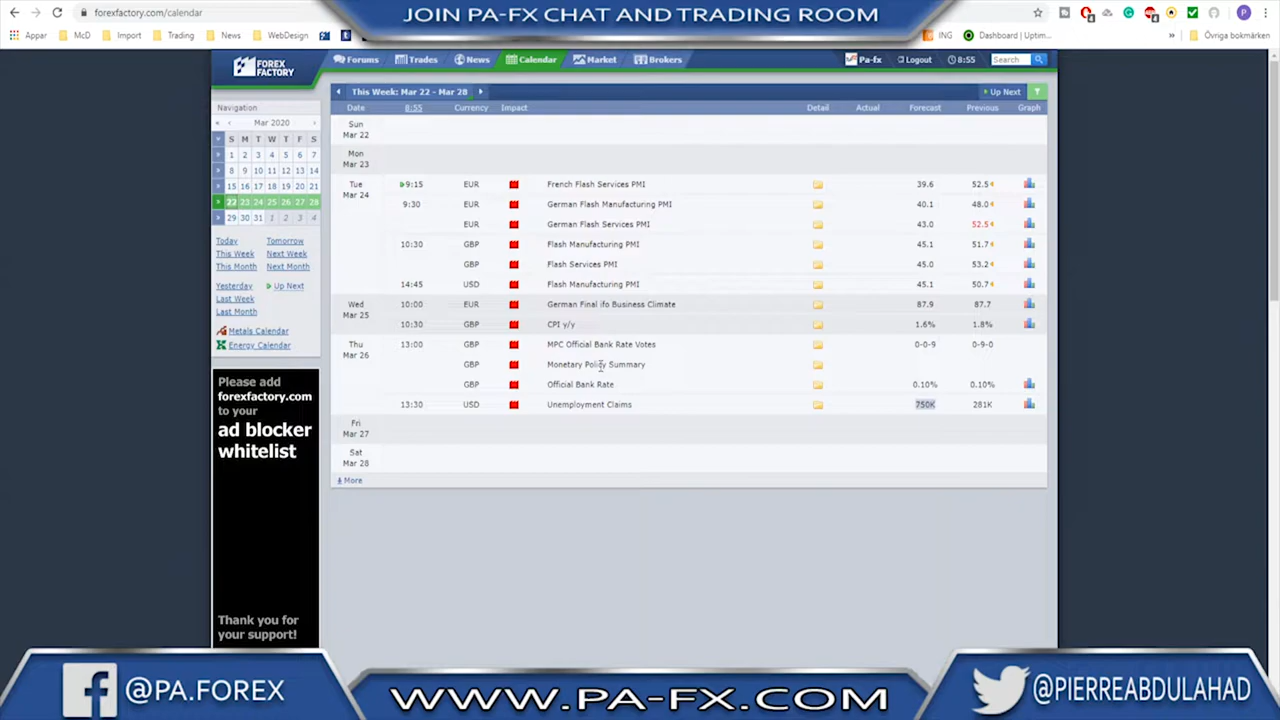 forexfactory.com/calendar
JOIN PA-FX CHAT AND TRADING ROOM
Appar McD Import Trading News WebDesign ING Dashboard | Uptim... » Övriga bokmärken
FOREX FACTORY Forums Trades News Calendar Market Brokers Pa-fx Logout 8:55 Search
Navigation
« ‹ Mar 2020 ›
S M T W T F S
1 2 3 4 5 6 7
8 9 10 11 12 13 14
15 16 17 18 19 20 21
22 23 24 25 26 27 28
29 30 31 1 2 3 4
Today Tomorrow
This Week Next Week
This Month Next Month
Yesterday Up Next
Last Week
Last Month
Metals Calendar
Energy Calendar
Please add
forexfactory.com
to your
ad blocker
whitelist
Thank you for
your support!
This Week: Mar 22 - Mar 28 Up Next
Date 8:55 Currency Impact Detail Actual Forecast Previous Graph
Sun
Mar 22
Mon
Mar 23
Tue
Mar 24
9:15 EUR French Flash Services PMI 39.6 52.5
9:30 EUR German Flash Manufacturing PMI 40.1 48.0
EUR German Flash Services PMI 43.0 52.5
10:30 GBP Flash Manufacturing PMI 45.1 51.7
GBP Flash Services PMI 45.0 53.2
14:45 USD Flash Manufacturing PMI 45.1 50.7
Wed
Mar 25
10:00 EUR German Final ifo Business Climate 87.9 87.7
10:30 GBP CPI y/y 1.6% 1.8%
Thu
Mar 26
13:00 GBP MPC Official Bank Rate Votes 0-0-9 0-9-0
GBP Monetary Policy Summary
GBP Official Bank Rate 0.10% 0.10%
13:30 USD Unemployment Claims 750K 281K
Fri
Mar 27
Sat
Mar 28
More
@PA.FOREX
WWW.PA-FX.COM
@PIERREABDULAHAD